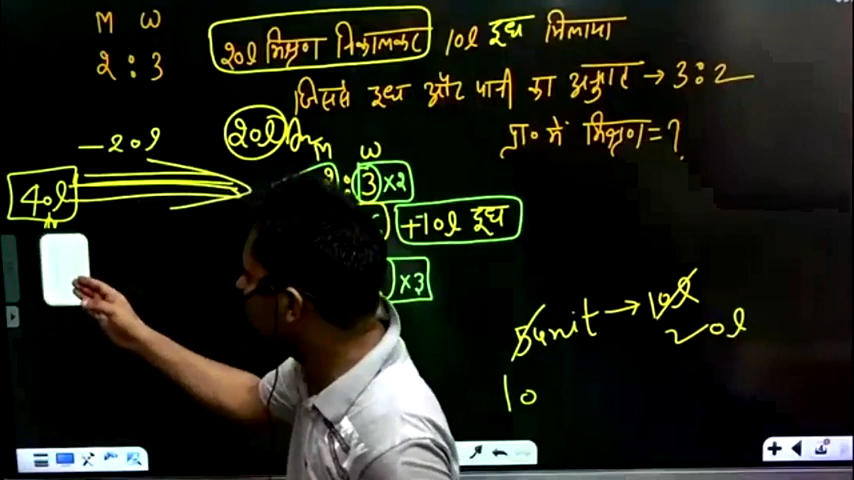 M W
2 : 3
20l मिश्रण निकालकर 10l दूध मिलाया
जिससे दूध और पानी का अनुपात → 3:2
प्रा० में मिश्रण = ?
-20l
40l
20l
M W
: 3 ×2
+10l दूध
×3
5unit → 10l
20l
10